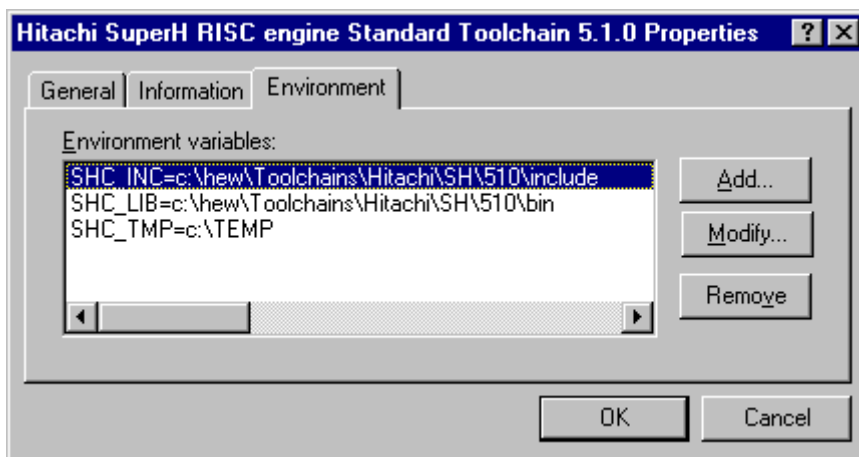 Hitachi SuperH RISC engine Standard Toolchain 5.1.0 Properties
General Information Environment
Environment variables:
SHC_INC=c:\hew\Toolchains\Hitachi\SH\510\include
SHC_LIB=c:\hew\Toolchains\Hitachi\SH\510\bin
SHC_TMP=c:\TEMP
Add...
Modify...
Remove
OK Cancel